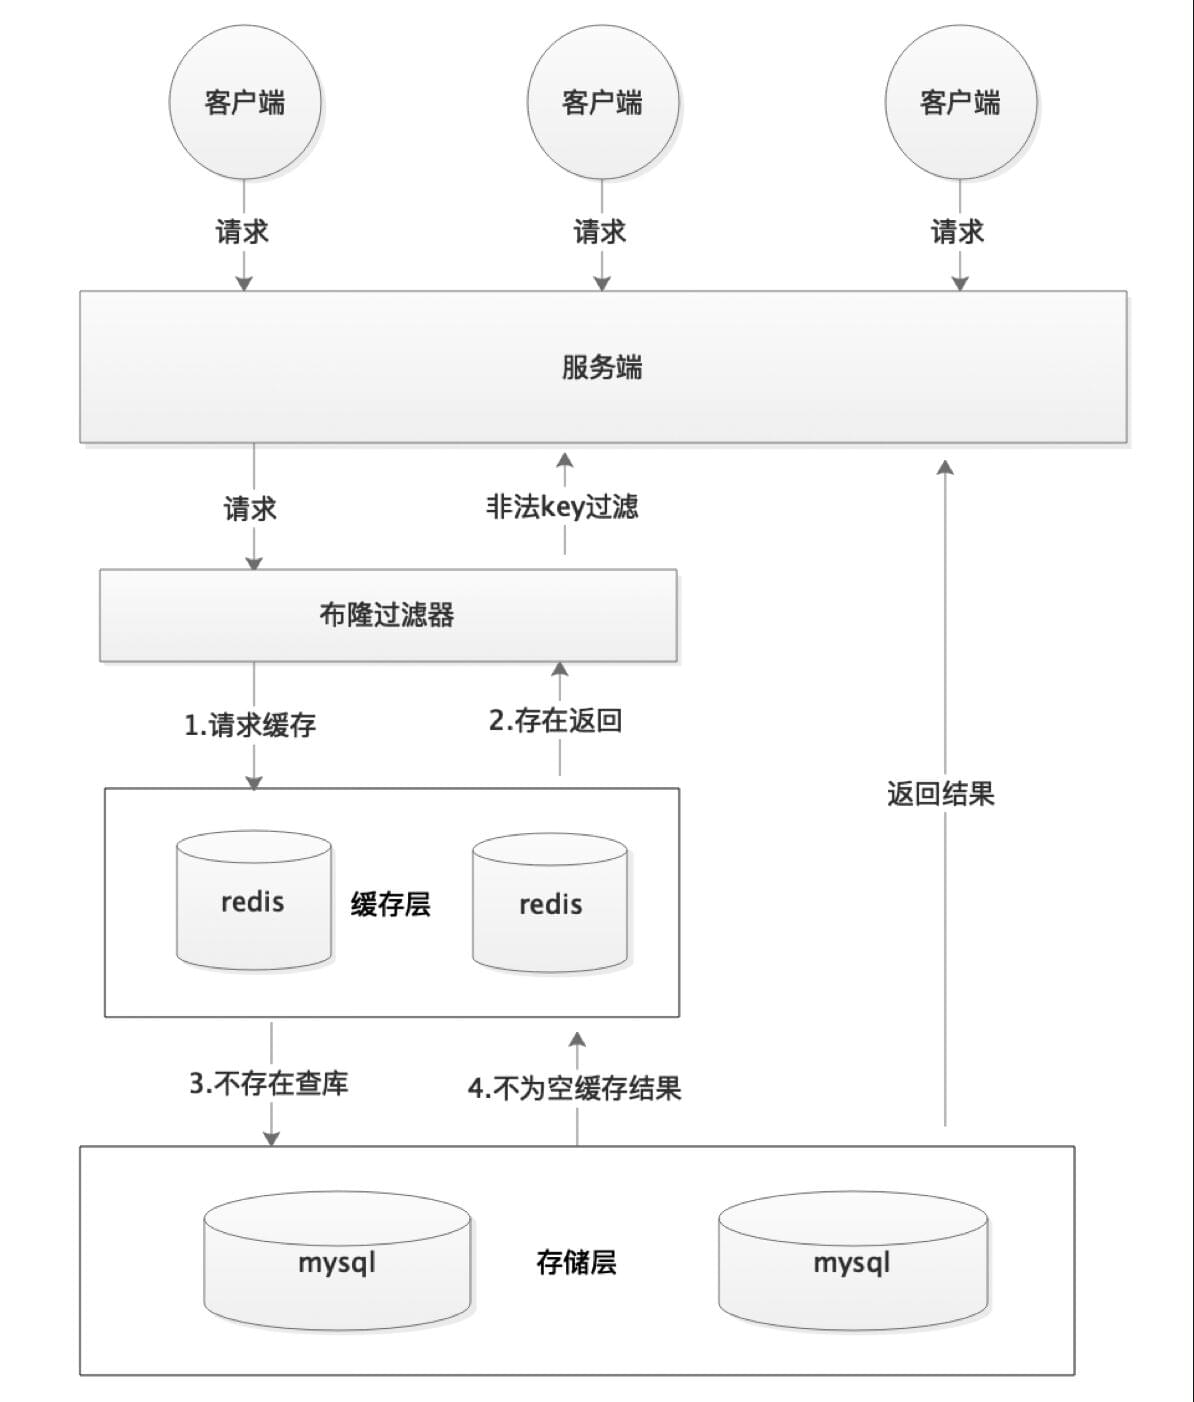 客户端
客户端
客户端
请求
请求
请求
服务端
请求
非法key过滤
布隆过滤器
1.请求缓存
2.存在返回
返回结果
redis
缓存层
redis
3.不存在查库
4.不为空缓存结果
mysql
存储层
mysql